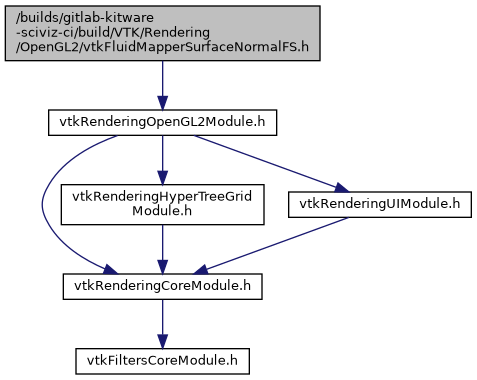 /builds/gitlab-kitware
-sciviz-ci/build/VTK/Rendering
/OpenGL2/vtkFluidMapperSurfaceNormalFS.h
vtkRenderingOpenGL2Module.h
vtkRenderingHyperTreeGrid
Module.h
vtkRenderingUIModule.h
vtkRenderingCoreModule.h
vtkFiltersCoreModule.h